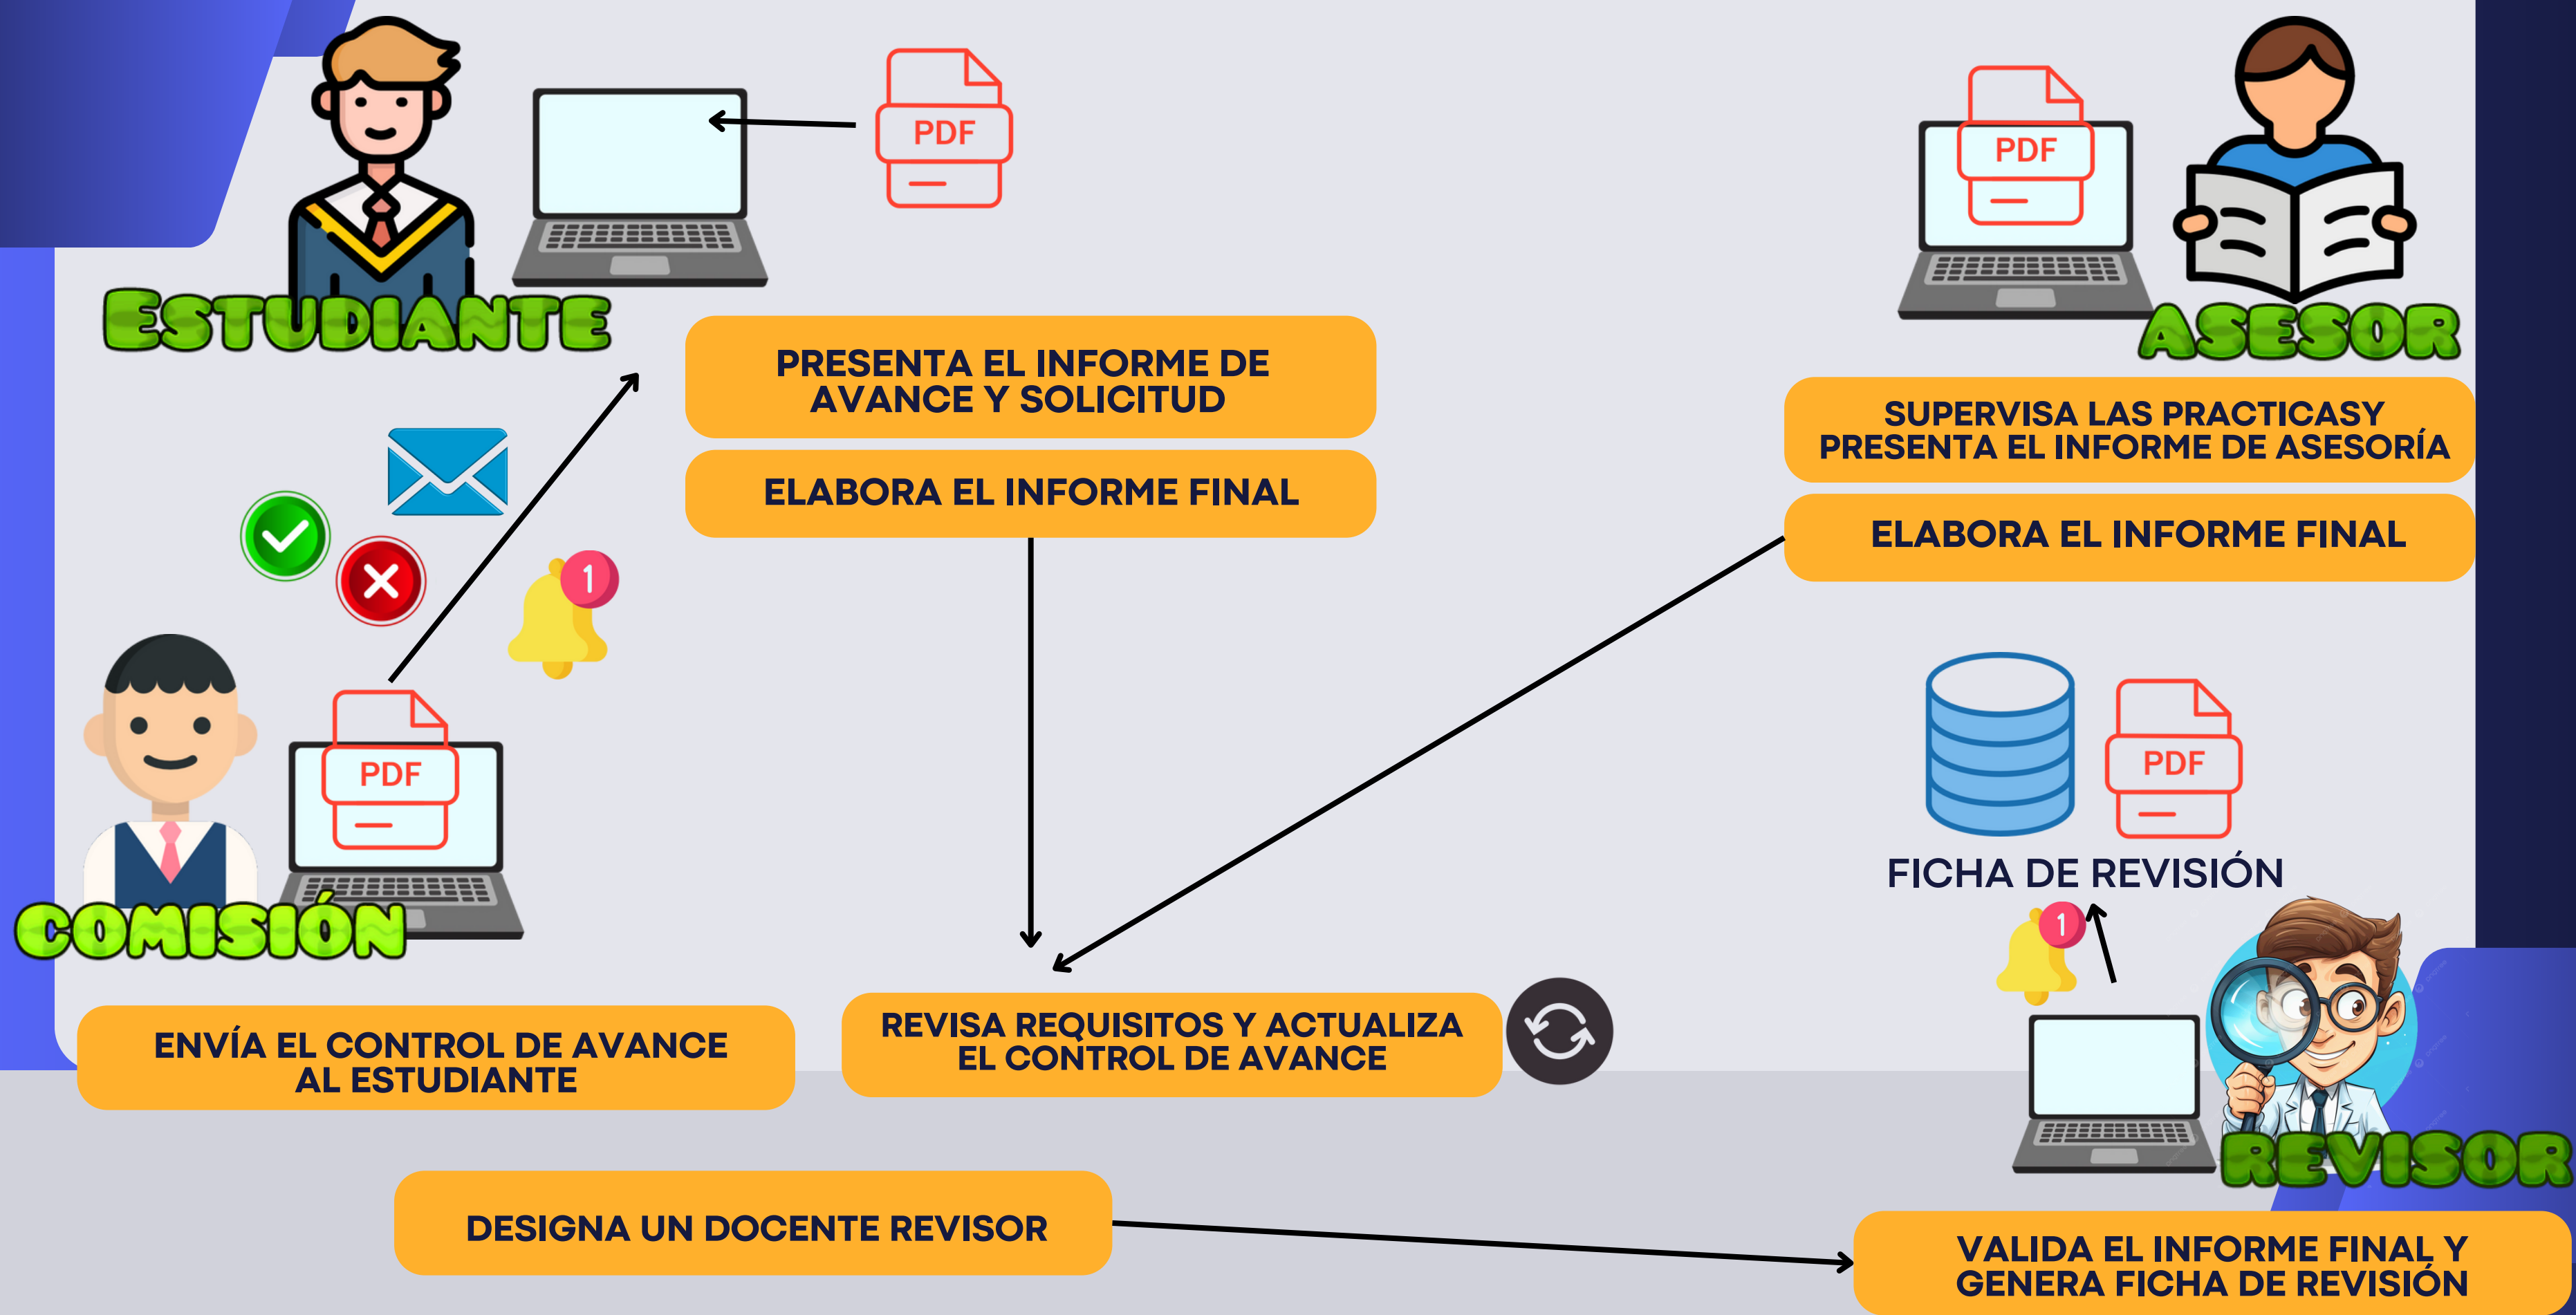 PDF
PDF
ESTUDIANTE
ASESOR
PRESENTA EL INFORME DE
AVANCE Y SOLICITUD
SUPERVISA LAS PRACTICASY
PRESENTA EL INFORME DE ASESORÍA
ELABORA EL INFORME FINAL
ELABORA EL INFORME FINAL
1
PDF
PDF
FICHA DE REVISIÓN
COMISIÓN
1
ENVÍA EL CONTROL DE AVANCE
AL ESTUDIANTE
REVISA REQUISITOS Y ACTUALIZA
EL CONTROL DE AVANCE
REVISOR
DESIGNA UN DOCENTE REVISOR
VALIDA EL INFORME FINAL Y
GENERA FICHA DE REVISIÓN